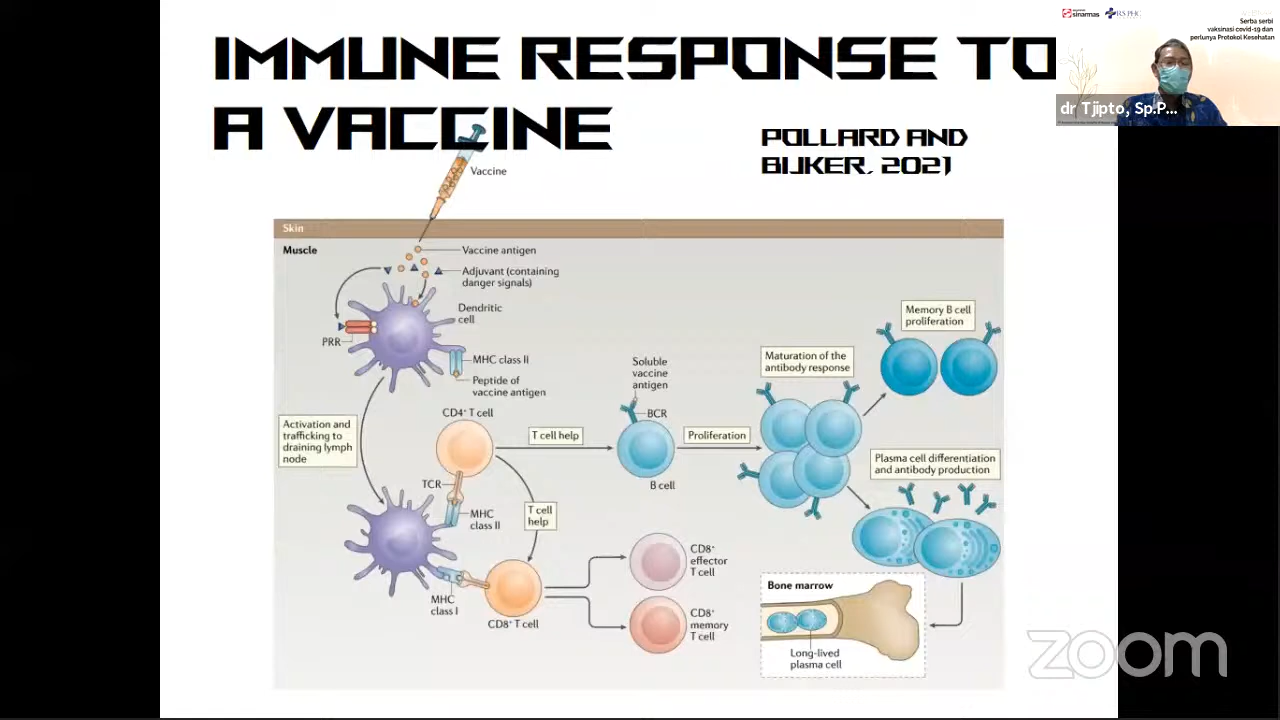 IMMUNE RESPONSE TO
A VACCINE
POLLARD AND
BIJKER, 2021
sinarmas
RS PHC
Serba serbi
vaksinasi covid-19 dan
perlunya Protokol Kesehatan
dr Tjipto, Sp.P...
Vaccine
Skin
Muscle
Vaccine antigen
Adjuvant (containing
danger signals)
Dendritic
cell
PRR
MHC class II
Peptide of
vaccine antigen
Activation and
trafficking to
draining lymph
node
CD4⁺ T cell
TCR
MHC
class II
T cell help
T cell
help
MHC
class I
CD8⁺ T cell
Soluble
vaccine
antigen
BCR
B cell
Proliferation
Maturation of the
antibody response
Memory B cell
proliferation
Plasma cell differentiation
and antibody production
CD8⁺
effector
T cell
CD8⁺
memory
T cell
Bone marrow
Long-lived
plasma cell
zoom